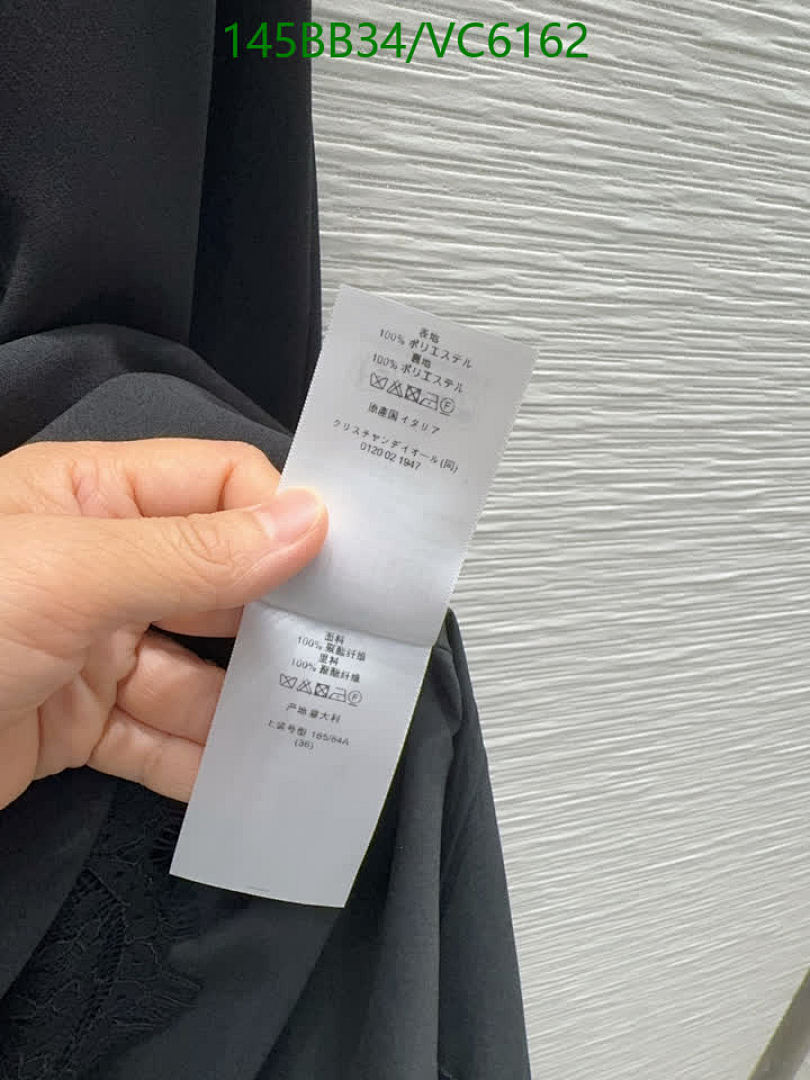 145BB34/VC6162
表地
100% ポリエステル
裏地
100% ポリエステル
F
原産国イタリア
クリスチャンディオール(同)
0120 02 1947
面料
100% 聚酯纤维
里料
100% 聚酯纤维
F
产地 意大利
上装号型 165/84A
(36)